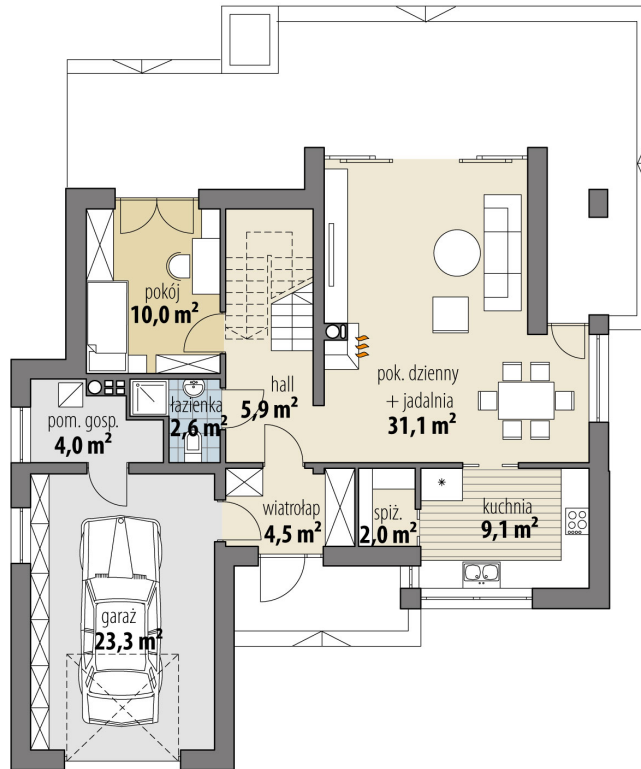 pokój
10,0 m²
hall
5,9 m²
pok. dzienny
+ jadalnia
31,1 m²
pom. gosp.
4,0 m²
łazienka
2,6 m²
wiatrołap
4,5 m²
spiż.
2,0 m²
kuchnia
9,1 m²
garaż
23,3 m²